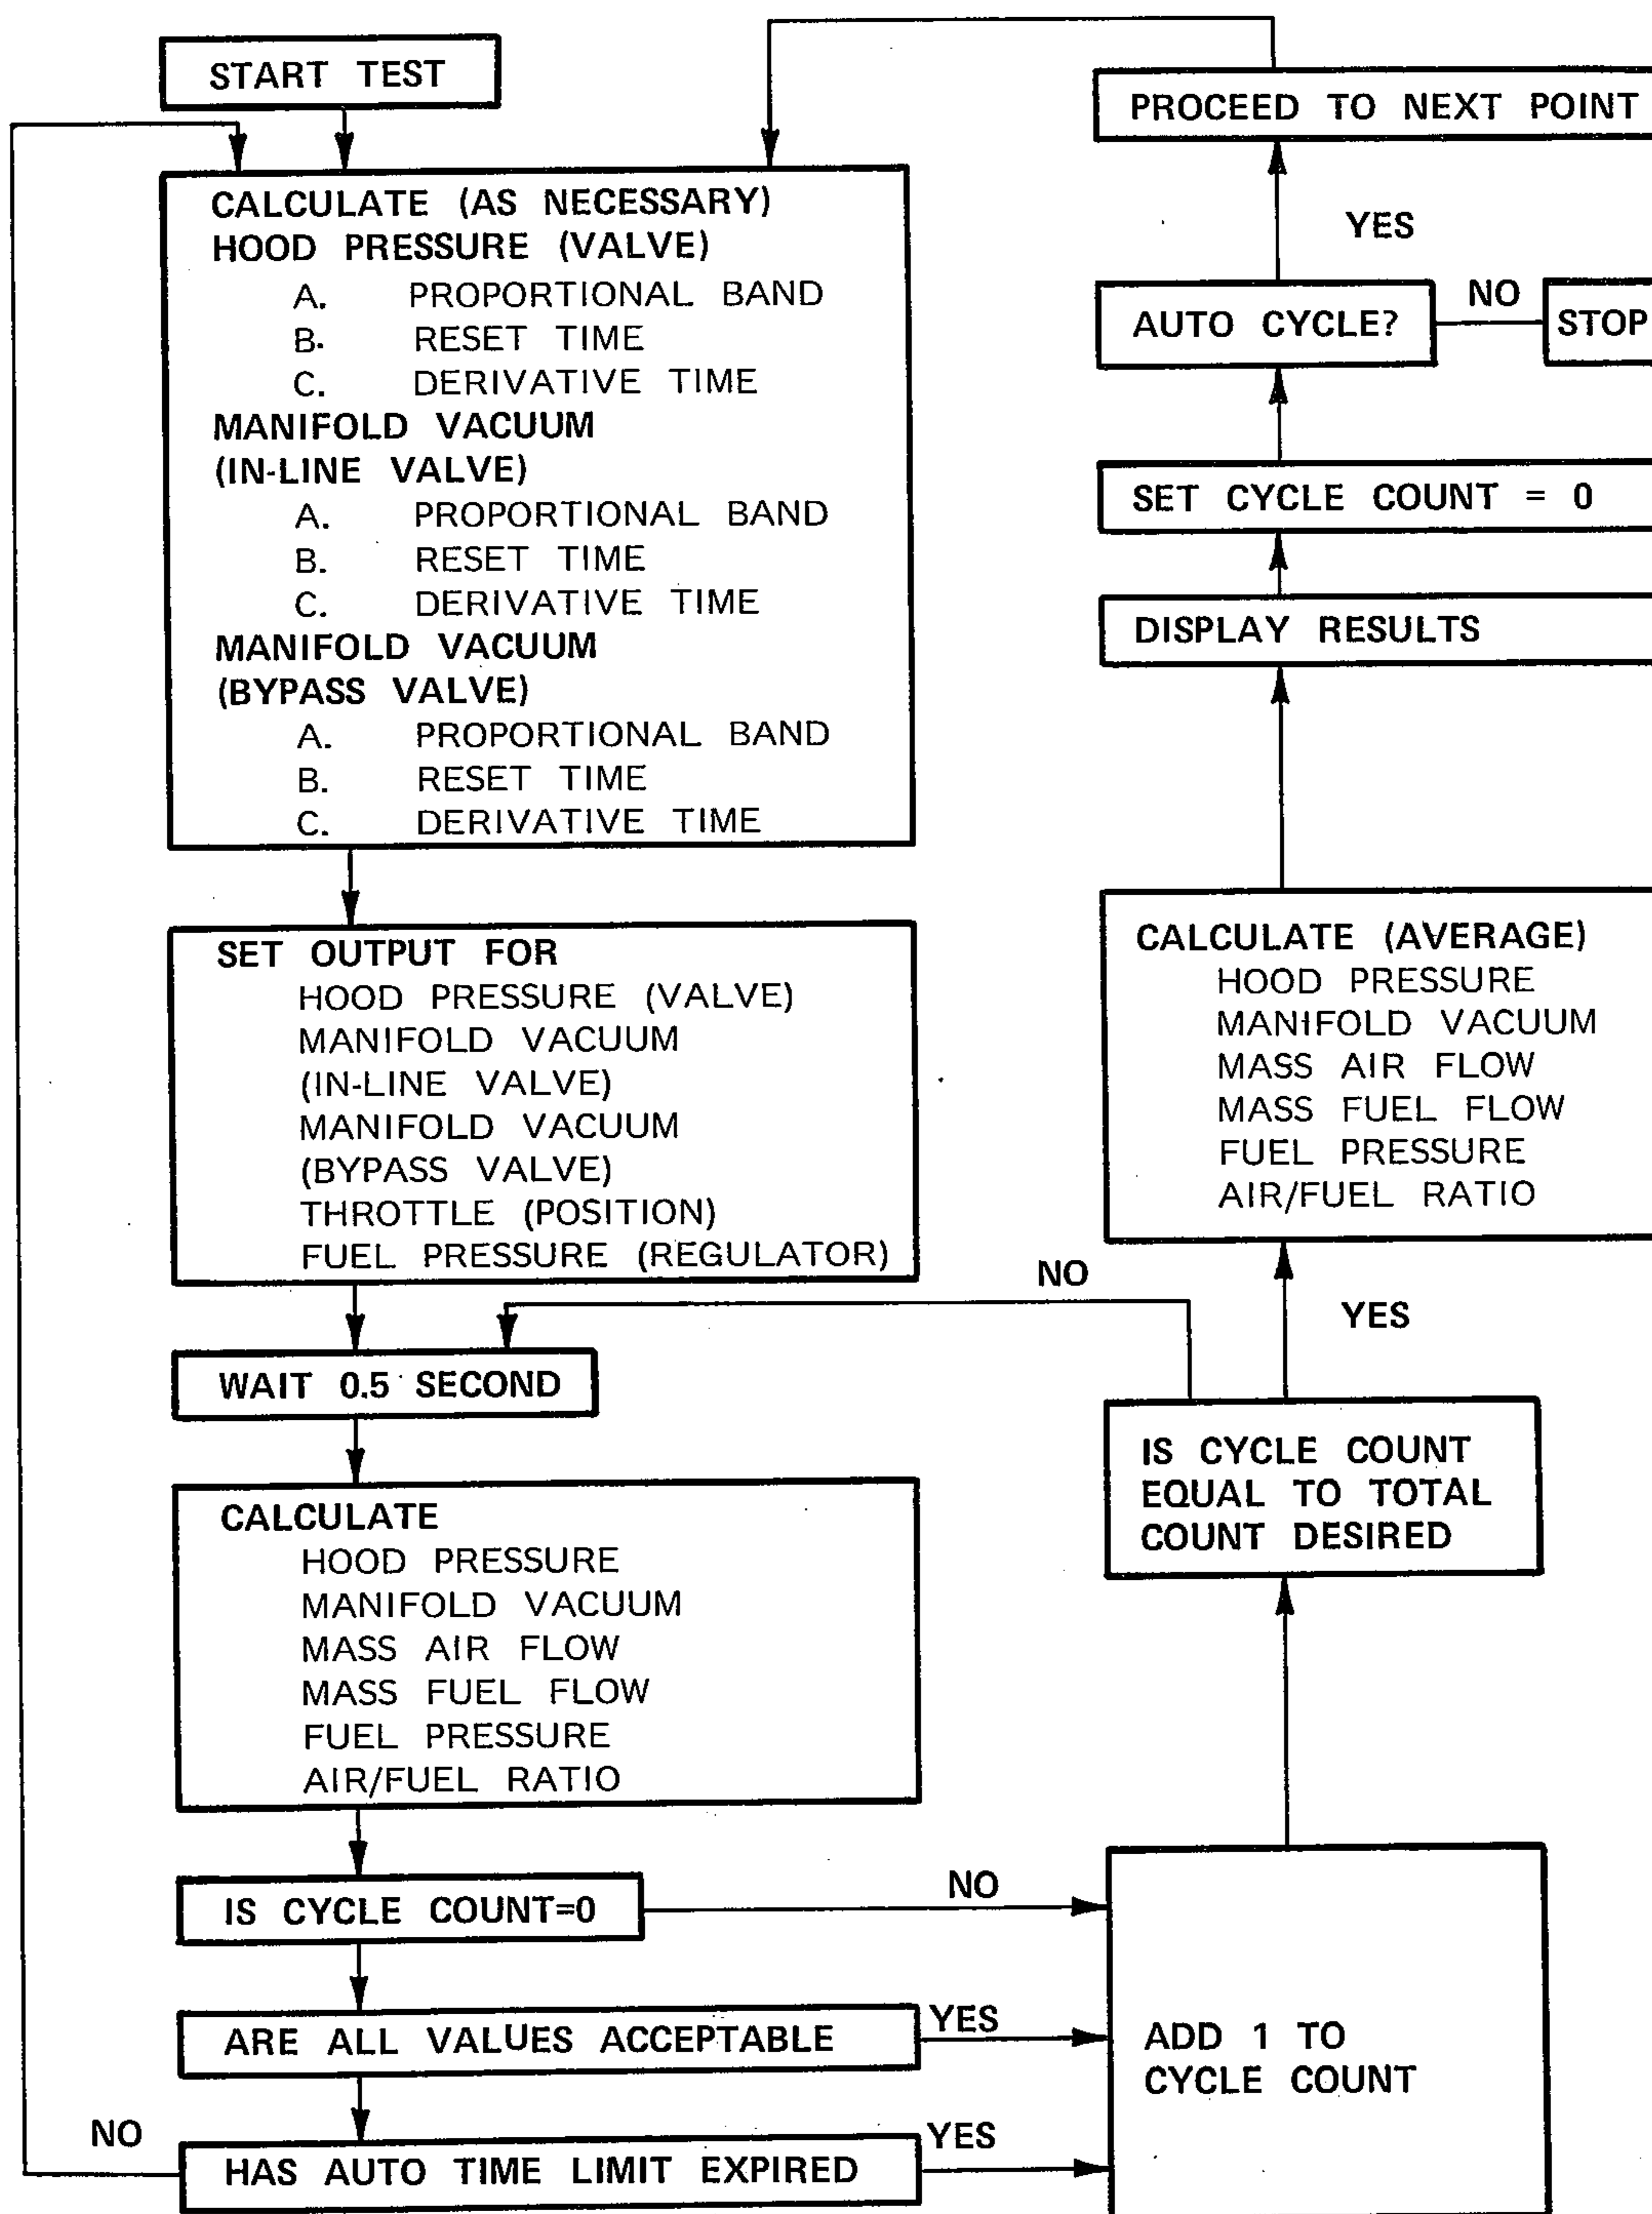 START TEST
CALCULATE (AS NECESSARY)
HOOD PRESSURE (VALVE)
A. PROPORTIONAL BAND
B. RESET TIME
C. DERIVATIVE TIME
MANIFOLD VACUUM
(IN-LINE VALVE)
A. PROPORTIONAL BAND
B. RESET TIME
C. DERIVATIVE TIME
MANIFOLD VACUUM
(BYPASS VALVE)
A. PROPORTIONAL BAND
B. RESET TIME
C. DERIVATIVE TIME
SET OUTPUT FOR
HOOD PRESSURE (VALVE)
MANIFOLD VACUUM
(IN-LINE VALVE)
MANIFOLD VACUUM
(BYPASS VALVE)
THROTTLE (POSITION)
FUEL PRESSURE (REGULATOR)
WAIT 0.5 SECOND
CALCULATE
HOOD PRESSURE
MANIFOLD VACUUM
MASS AIR FLOW
MASS FUEL FLOW
FUEL PRESSURE
AIR/FUEL RATIO
IS CYCLE COUNT=0
NO
ARE ALL VALUES ACCEPTABLE
YES
NO
HAS AUTO TIME LIMIT EXPIRED
YES
ADD 1 TO
CYCLE COUNT
IS CYCLE COUNT
EQUAL TO TOTAL
COUNT DESIRED
NO
YES
CALCULATE (AVERAGE)
HOOD PRESSURE
MANIFOLD VACUUM
MASS AIR FLOW
MASS FUEL FLOW
FUEL PRESSURE
AIR/FUEL RATIO
DISPLAY RESULTS
SET CYCLE COUNT = 0
AUTO CYCLE?
NO
STOP
YES
PROCEED TO NEXT POINT